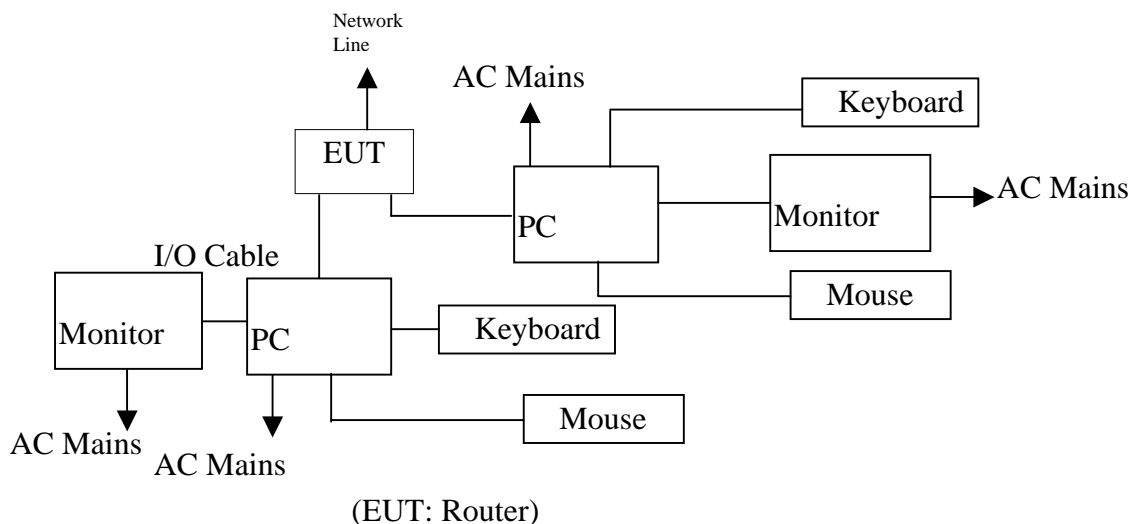 Network
Line
AC Mains
Keyboard
EUT
Monitor
AC Mains
PC
I/O Cable
Mouse
Monitor
PC
Keyboard
Mouse
AC Mains
AC Mains
(EUT: Router)